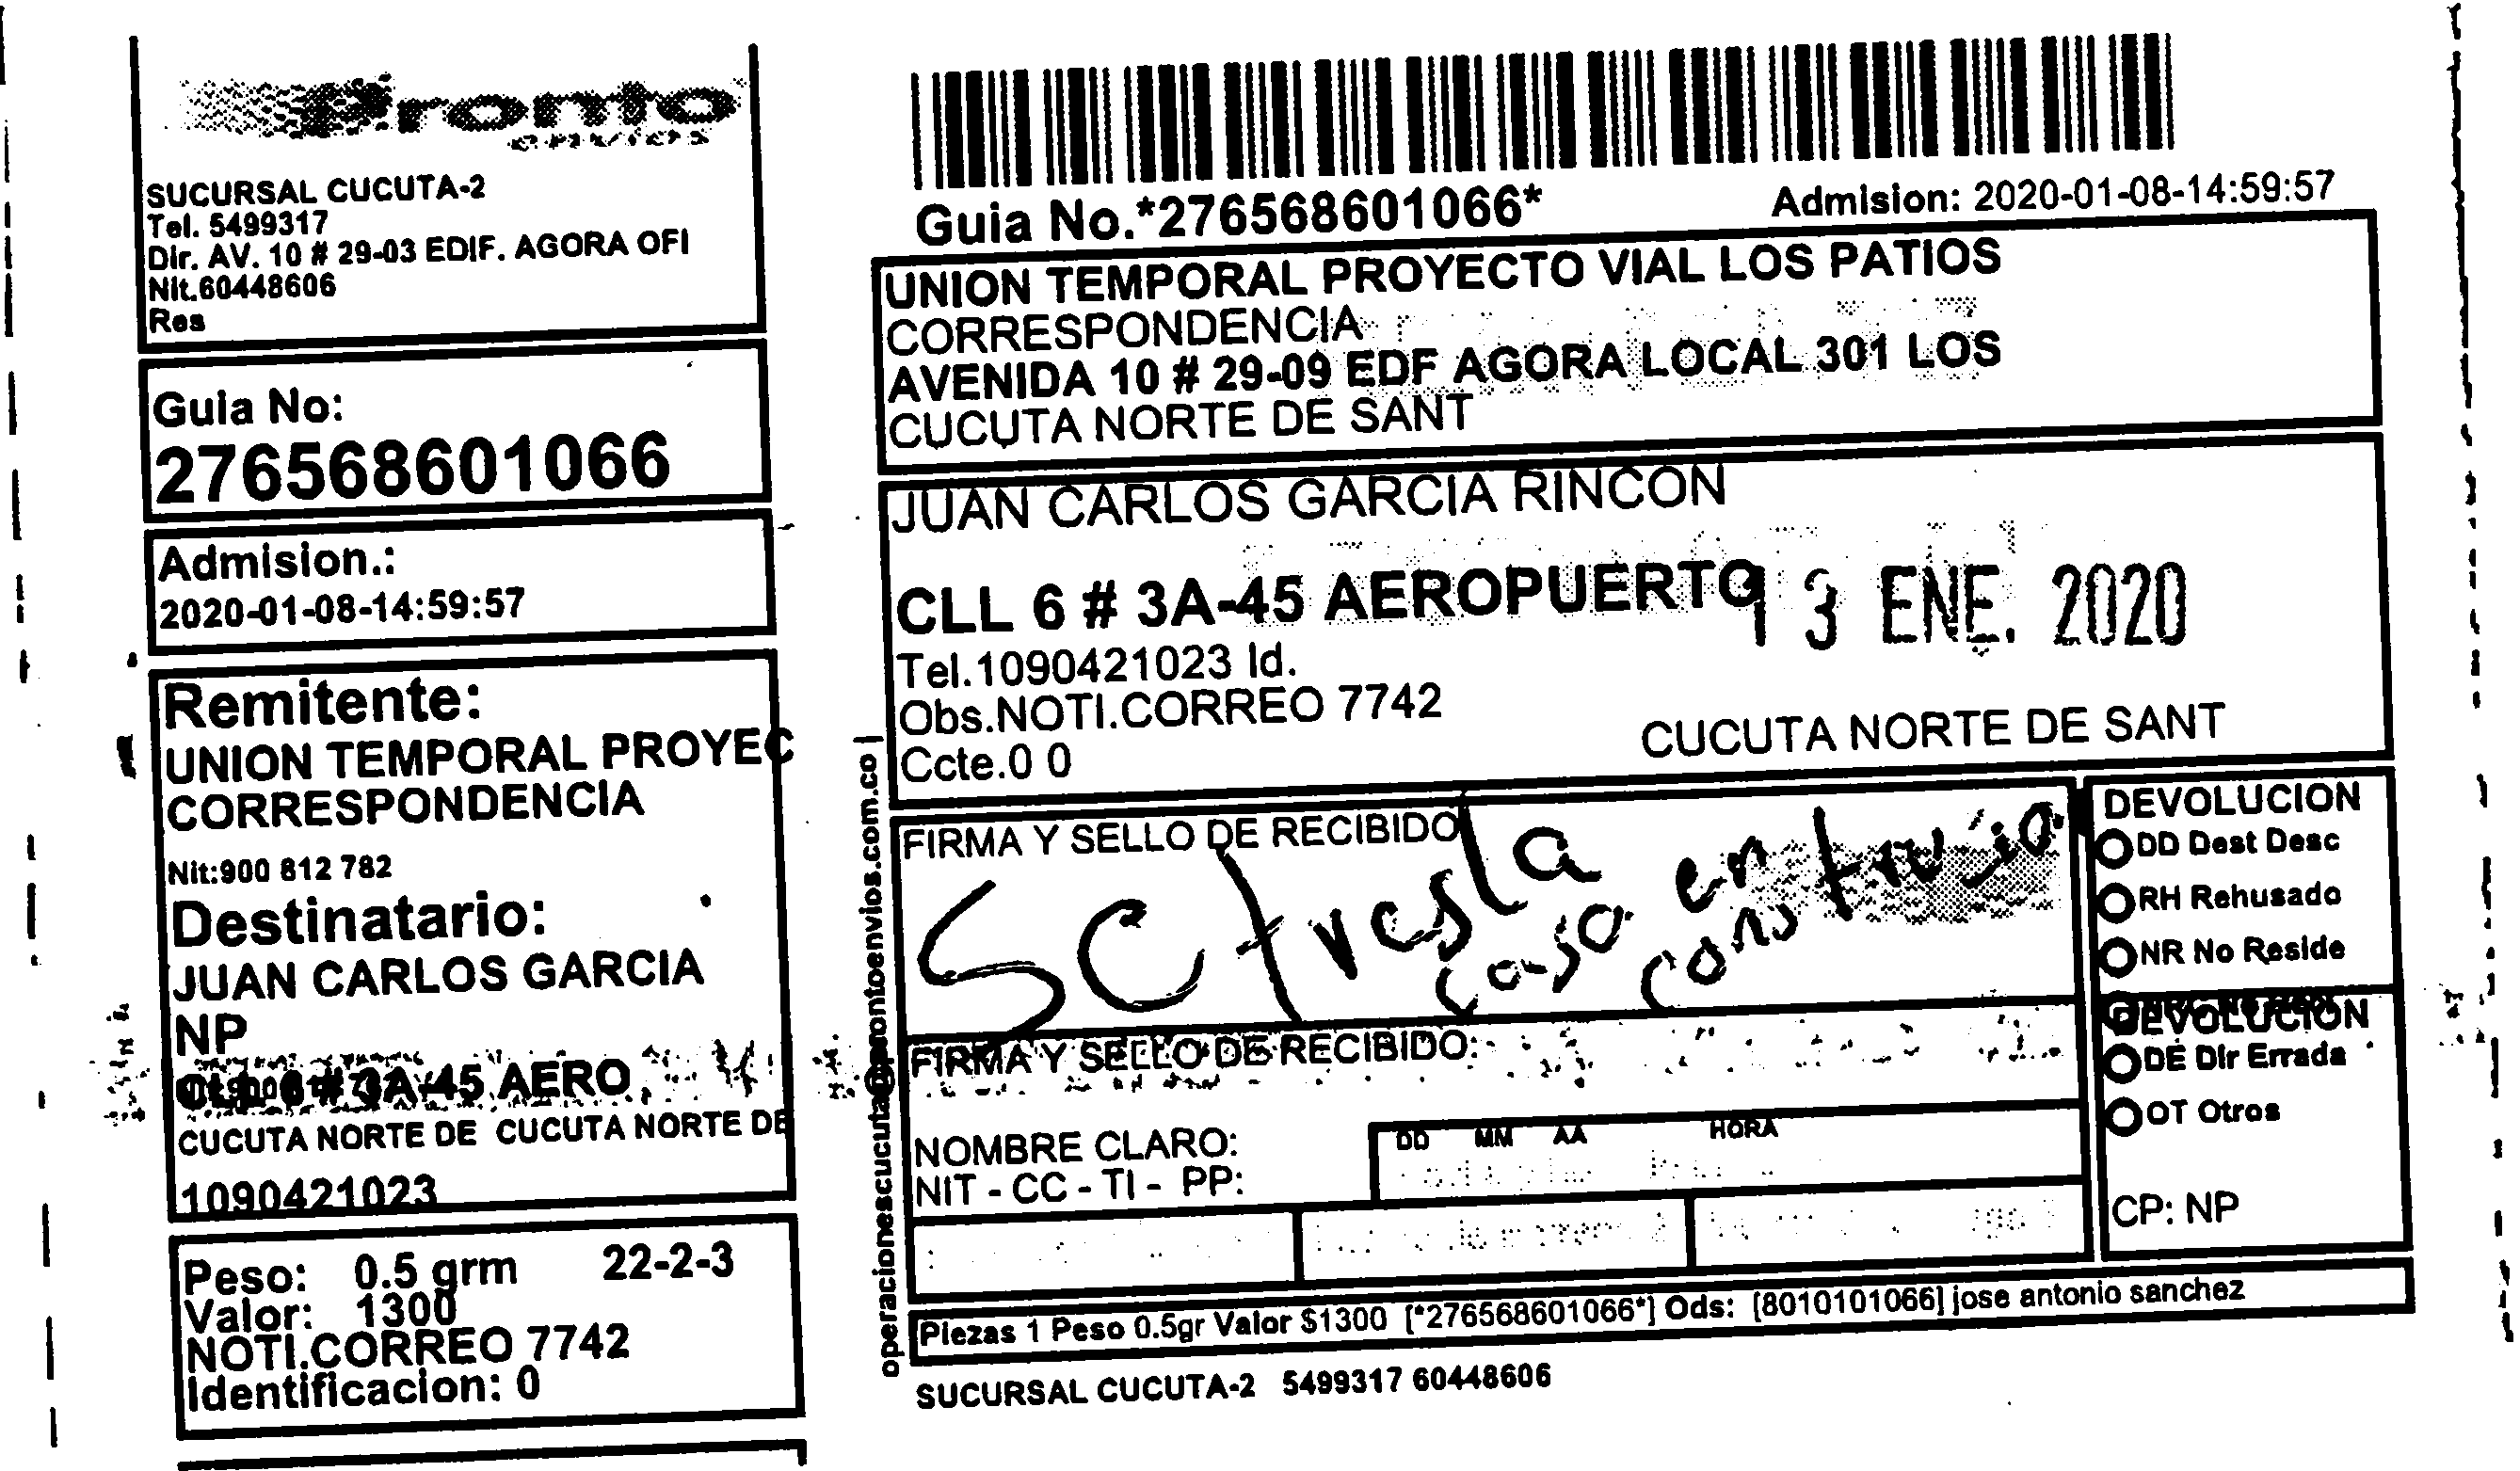 Pronto
envios
SUCURSAL CUCUTA-2
Tel. 5499317
Dir. AV. 10 # 29-03 EDIF. AGORA OFI
Nit.60448606
Res
Guia No:
276568601066
Admision.:
2020-01-08-14:59:57
Remitente:
UNION TEMPORAL PROYEC
CORRESPONDENCIA
Nit:900 812 782
Destinatario:
JUAN CARLOS GARCIA
NP
CLL 6 # 3A-45 AERO
CUCUTA NORTE DE CUCUTA NORTE DE
1090421023
Peso: 0.5 grm 22-2-3
Valor: 1300
NOTI.CORREO 7742
Identificacion: 0
Guia No.*276568601066*
Admision: 2020-01-08-14:59:57
UNION TEMPORAL PROYECTO VIAL LOS PATIOS
CORRESPONDENCIA
AVENIDA 10 # 29-09 EDF AGORA LOCAL 301 LOS
CUCUTA NORTE DE SANT
JUAN CARLOS GARCIA RINCON
CLL 6 # 3A-45 AEROPUERTO
13 ENE. 2020
Tel.1090421023 Id.
Obs.NOTI.CORREO 7742
Ccte.0 0
CUCUTA NORTE DE SANT
operacionescucuta@prontoenvios.com.co |
FIRMA Y SELLO DE RECIBIDO
casa en
FIRMA Y SELLO DE RECIBIDO:
NOMBRE CLARO:
NIT - CC - TI - PP:
DD MM AA HORA
DEVOLUCION
DD Dest Desc
RH Rehusado
NR No Reside
DEVOLUCION
DE Dir Errada
OT Otros
CP: NP
Piezas 1 Peso 0.5gr Valor $1300 [*276568601066*] Ods: [8010101066] jose antonio sanchez
SUCURSAL CUCUTA-2 5499317 60448606